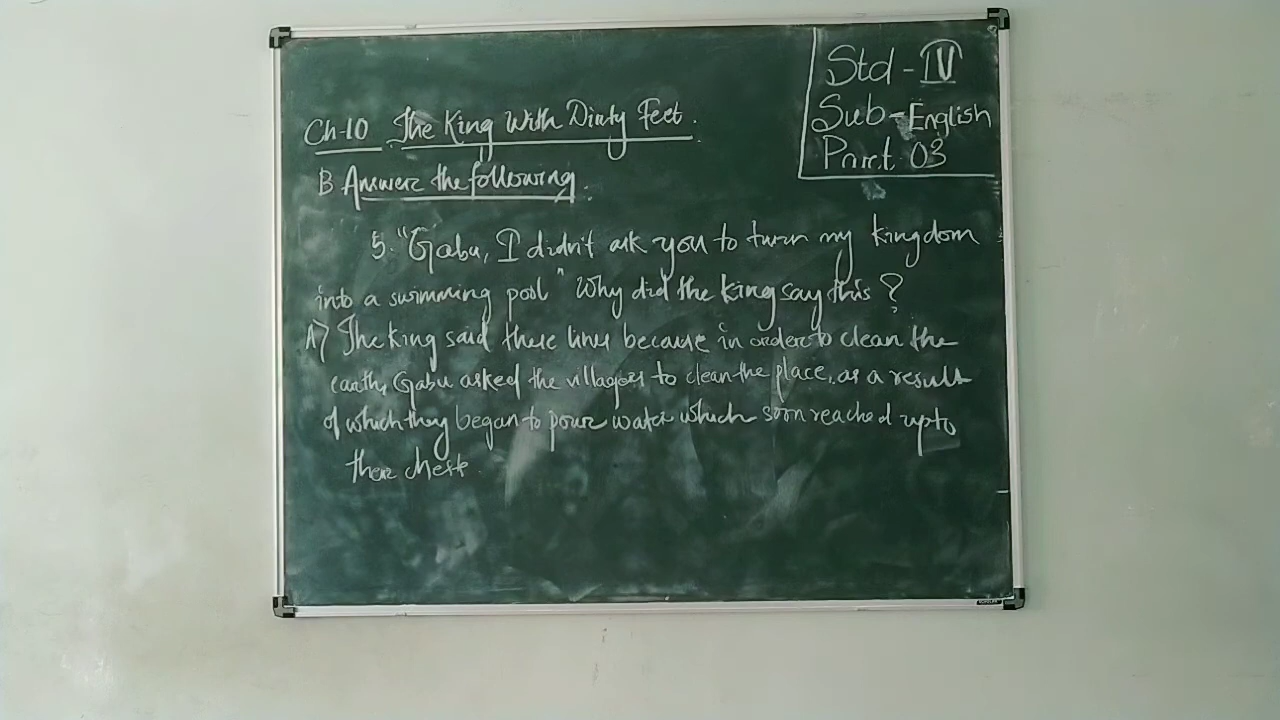 Std - IV
Sub - English
Part 03
Ch-10 The King With Dirty Feet.
B Answer the following.
5. "Gabu, I didn't ask you to turn my kingdom
into a swimming pool" Why did the king say this?
A> The King said these lines because in order to clean the
earth, Gabu asked the villagers to clean the place, as a result
of which they began to pour water which soon reached upto
their chests.